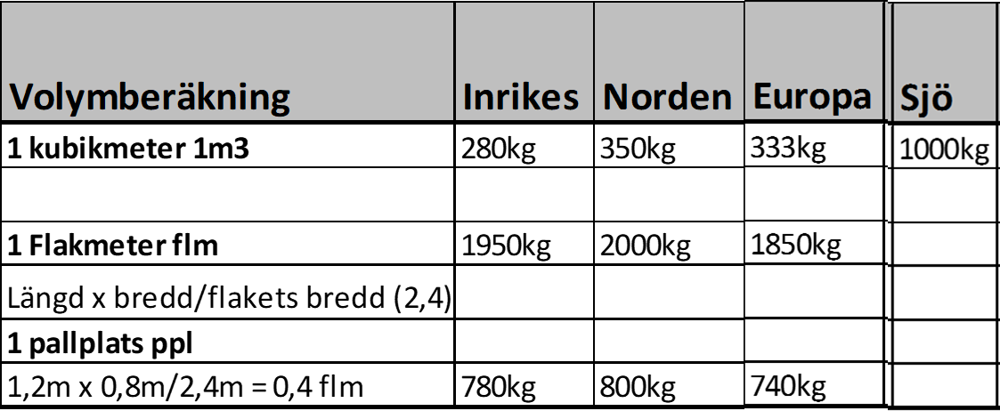 Volymberäkning Inrikes Norden Europa Sjö
1 kubikmeter 1m3 280kg 350kg 333kg 1000kg
1 Flakmeter flm 1950kg 2000kg 1850kg
Längd x bredd/flakets bredd (2,4)
1 pallplats ppl
1,2m x 0,8m/2,4m = 0,4 flm 780kg 800kg 740kg